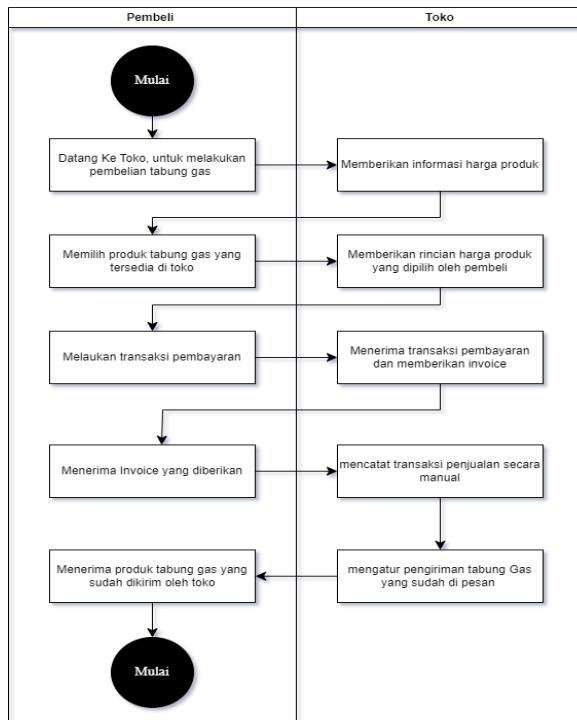 Pembeli
Toko
Mulai
Datang Ke Toko, untuk melakukan
pembelian tabung gas
Memberikan informasi harga produk
Memilih produk tabung gas yang
tersedia di toko
Memberikan rincian harga produk
yang dipilih oleh pembeli
Melaukan transaksi pembayaran
Menerima transaksi pembayaran
dan memberikan invoice
Menerima Invoice yang diberikan
mencatat transaksi penjualan secara
manual
Menerima produk tabung gas yang
sudah dikirim oleh toko
mengatur pengiriman tabung Gas
yang sudah di pesan
Mulai